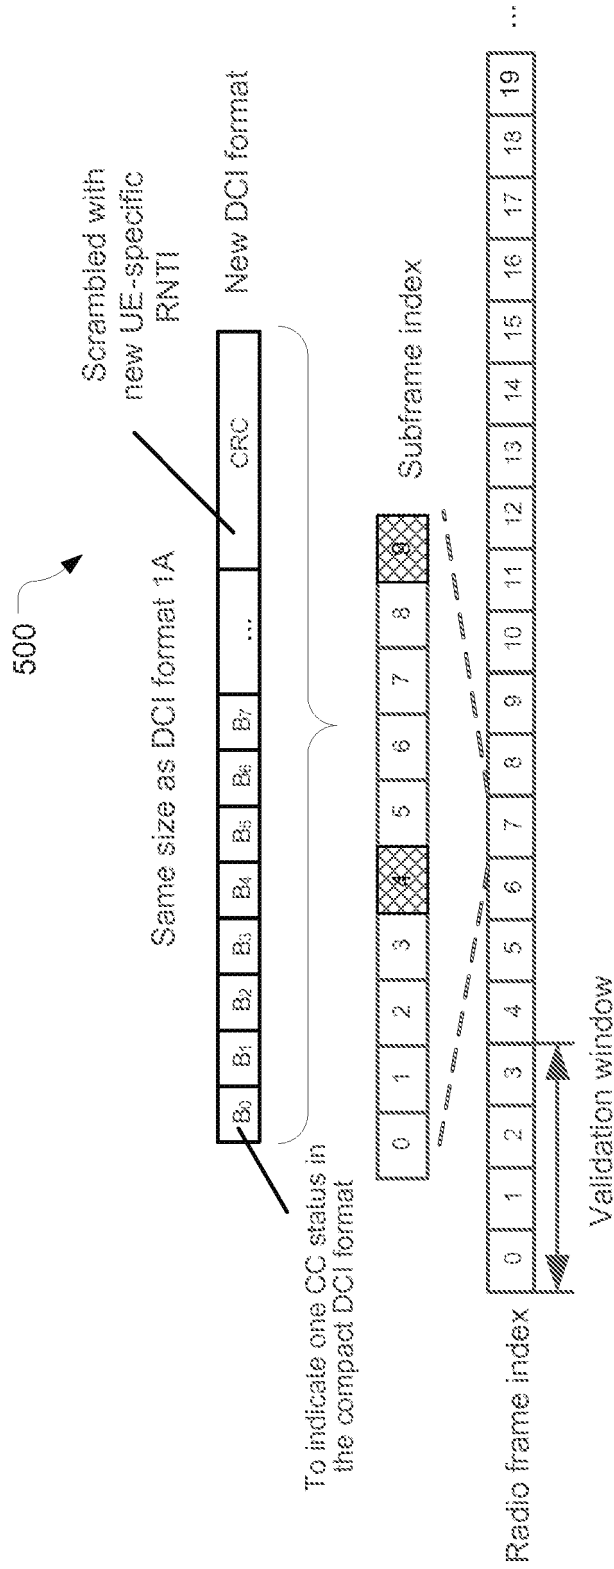 500
Same size as DCI format 1A
Scrambled with
new UE-specific
RNTI
B0 B1 B2 B3 B4 B5 B6 B7 ... CRC
New DCI format
To indicate one CC status in
the compact DCI format
0 1 2 3 4 5 6 7 8 9
Subframe index
Radio frame index
0 1 2 3 4 5 6 7 8 9 10 11 12 13 14 15 16 17 18 19 ...
Validation window